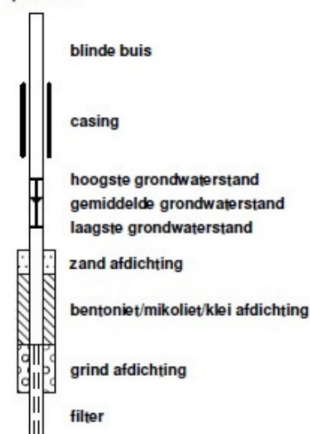 blinde buis
casing
hoogste grondwaterstand
gemiddelde grondwaterstand
laagste grondwaterstand
zand afdichting
bentoniet/mikoliet/klei afdichting
grind afdichting
filter